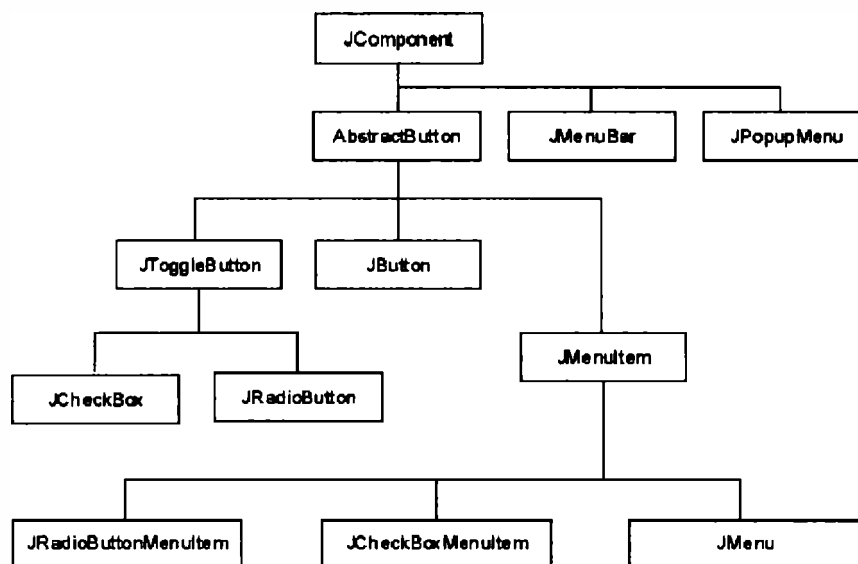 JComponent
AbstractButton
JMenuBar
JPopupMenu
JToggleButton
JButton
JMenuItem
JCheckBox
JRadioButton
JRadioButtonMenuItem
JCheckBoxMenuItem
JMenu